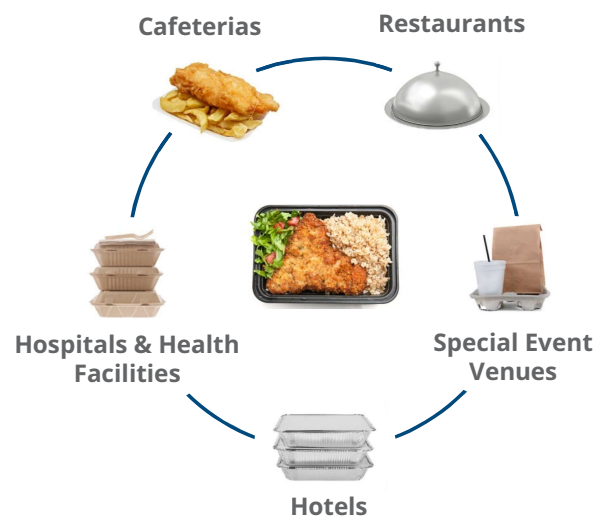 Cafeterias
Restaurants
Hospitals & Health
Facilities
Special Event
Venues
Hotels